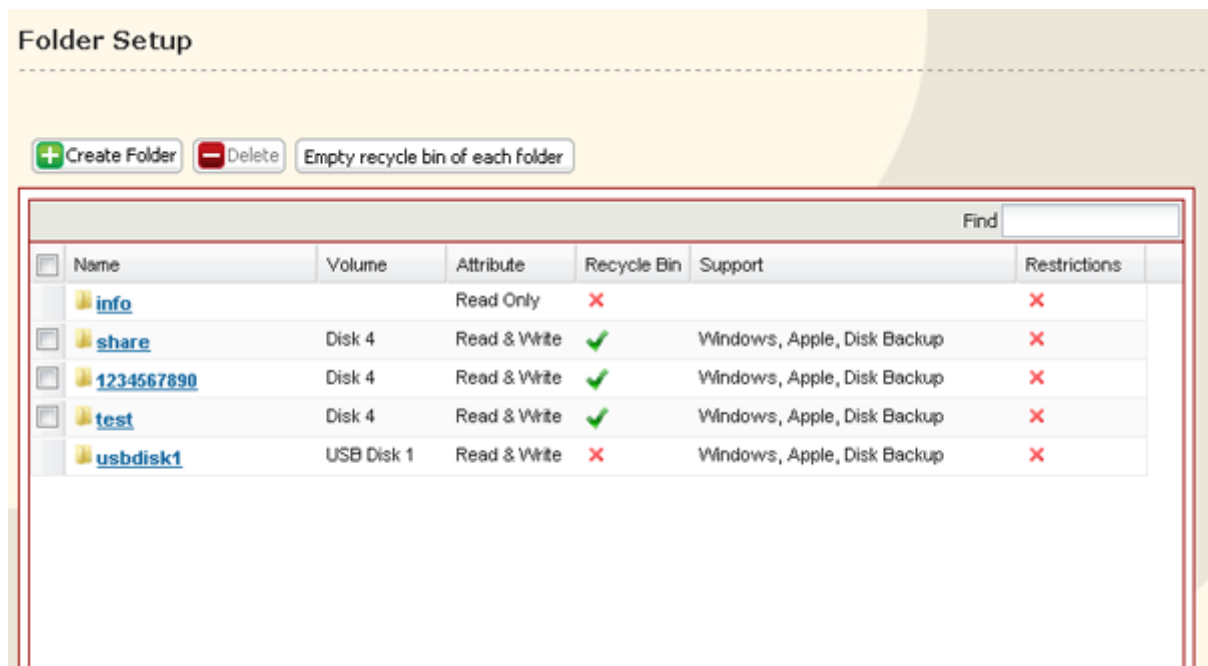 Folder Setup
Create Folder Delete Empty recycle bin of each folder
Find
Name Volume Attribute Recycle Bin Support Restrictions
info Read Only
share Disk 4 Read & Write Windows, Apple, Disk Backup
1234567890 Disk 4 Read & Write Windows, Apple, Disk Backup
test Disk 4 Read & Write Windows, Apple, Disk Backup
usbdisk1 USB Disk 1 Read & Write Windows, Apple, Disk Backup